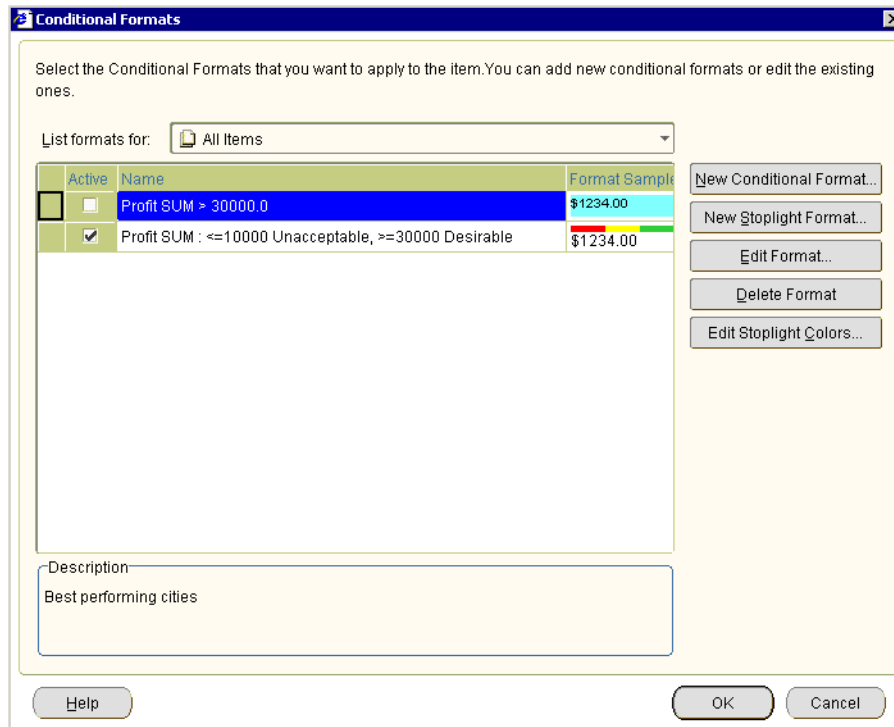 Conditional Formats
Select the Conditional Formats that you want to apply to the item.You can add new conditional formats or edit the existing
ones.
List formats for: All Items
Active Name Format Sample
Profit SUM > 30000.0 $1234.00
Profit SUM : <=10000 Unacceptable, >=30000 Desirable $1234.00
New Conditional Format...
New Stoplight Format...
Edit Format...
Delete Format
Edit Stoplight Colors...
Description
Best performing cities
Help OK Cancel